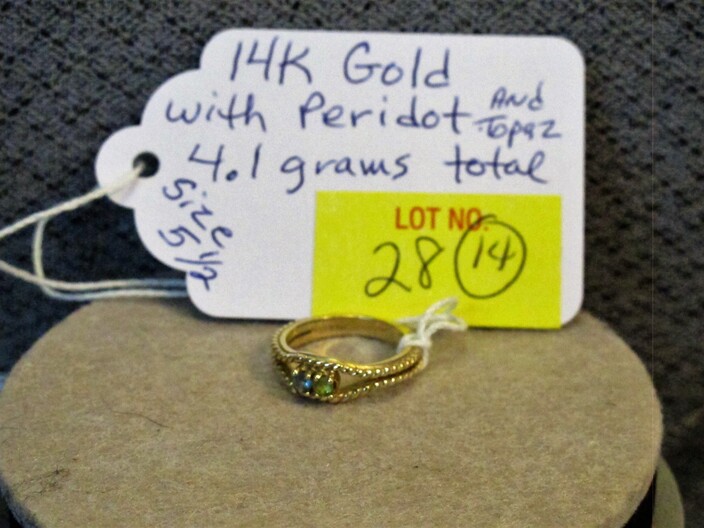 14K Gold
with Peridot And Topaz
4.1 grams total
Size 5 1/2
LOT NO.
28 14